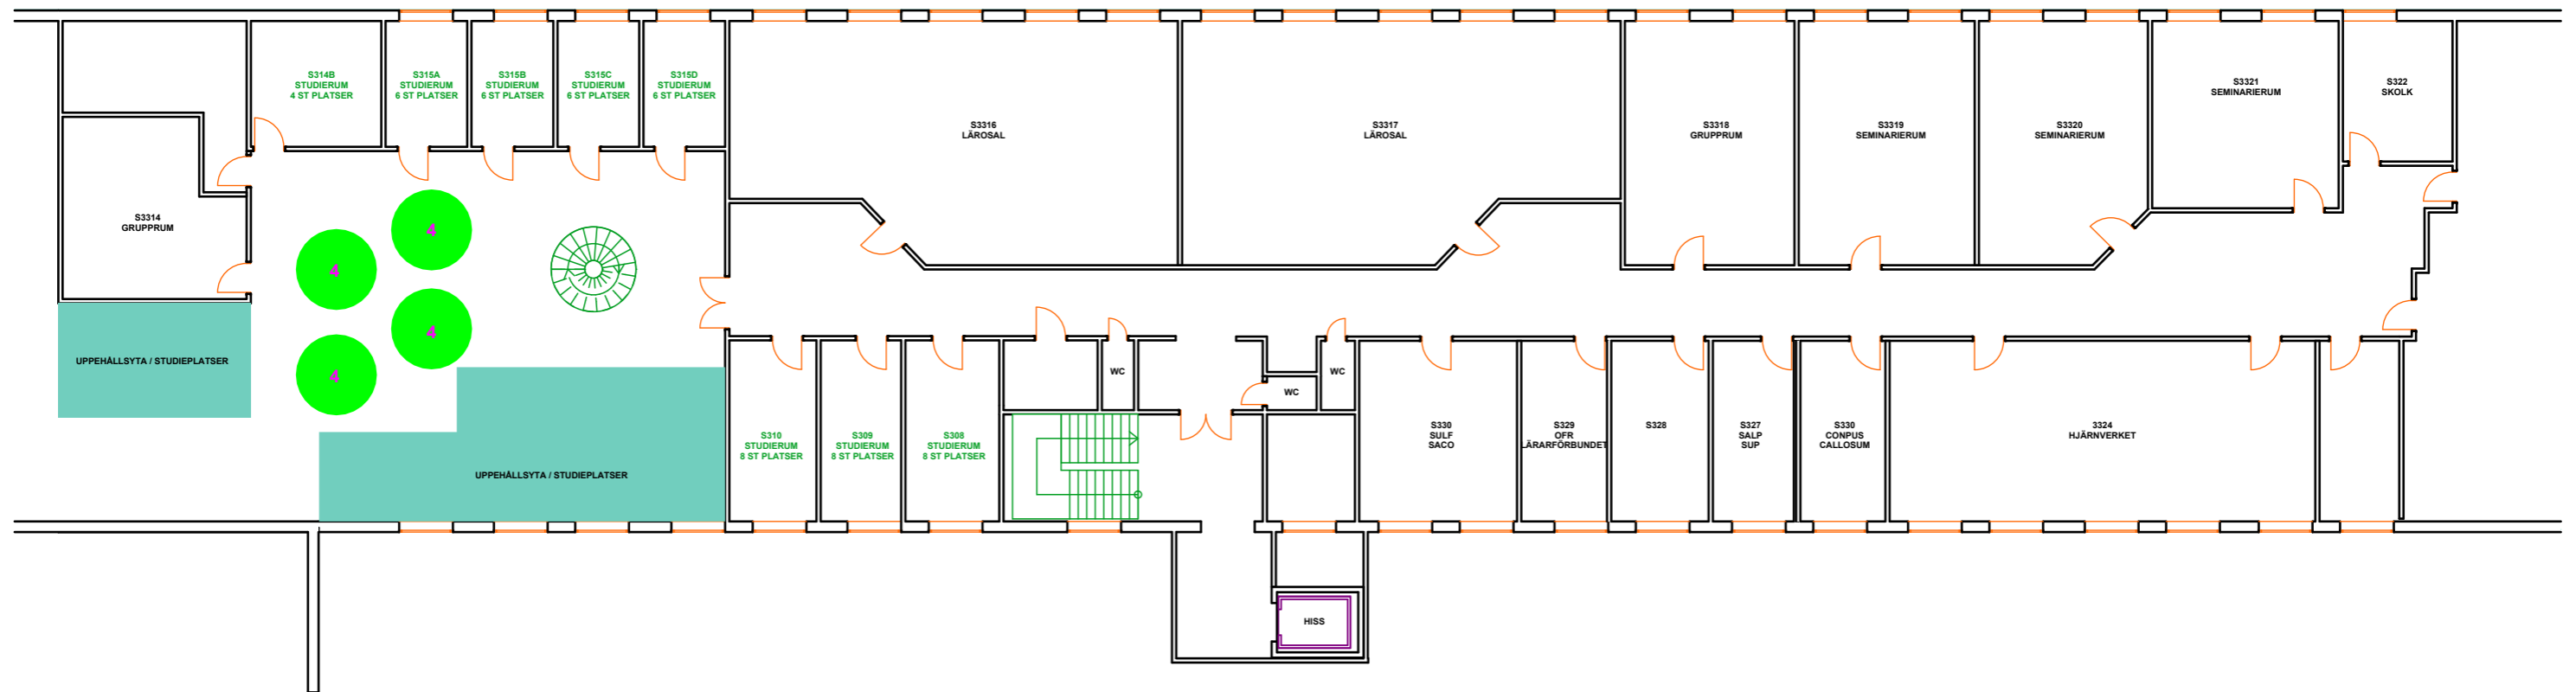 S314B
STUDIERUM
4 ST PLATSER
S315A
STUDIERUM
6 ST PLATSER
S315B
STUDIERUM
6 ST PLATSER
S315C
STUDIERUM
6 ST PLATSER
S315D
STUDIERUM
6 ST PLATSER
S3316
LÄROSAL
S3317
LÄROSAL
S3318
GRUPPRUM
S3319
SEMINARIERUM
S3320
SEMINARIERUM
S3321
SEMINARIERUM
S322
SKOLK
S3314
GRUPPRUM
4
4
4
4
UPPEHÅLLSYTA / STUDIEPLATSER
UPPEHÅLLSYTA / STUDIEPLATSER
S310
STUDIERUM
8 ST PLATSER
S309
STUDIERUM
8 ST PLATSER
S308
STUDIERUM
8 ST PLATSER
WC
WC
WC
S330
SULF
SACO
S329
OFR
LÄRARFÖRBUNDET
S328
S327
SALP
SUP
S330
CONPUS
CALLOSUM
3324
HJÄRNVERKET
HISS